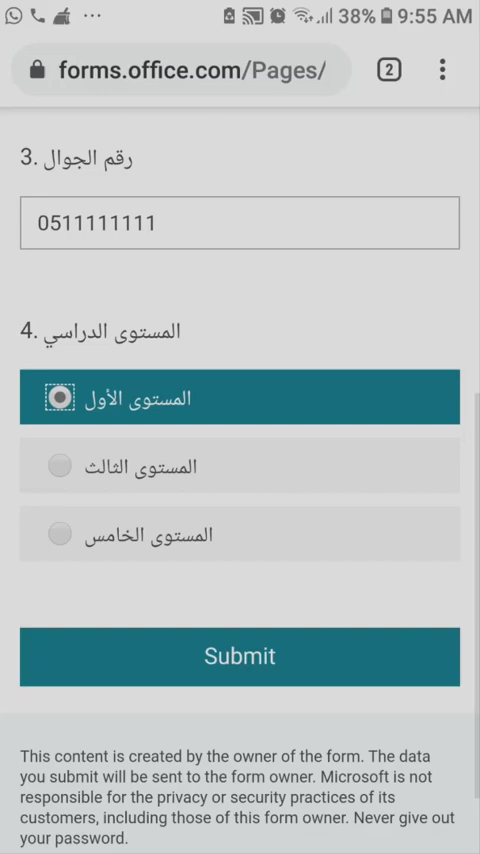 38% 9:55 AM
forms.office.com/Pages/
2
3. رقم الجوال
0511111111
4. المستوى الدراسي
المستوى الأول
المستوى الثالث
المستوى الخامس
Submit
This content is created by the owner of the form. The data
you submit will be sent to the form owner. Microsoft is not
responsible for the privacy or security practices of its
customers, including those of this form owner. Never give out
your password.